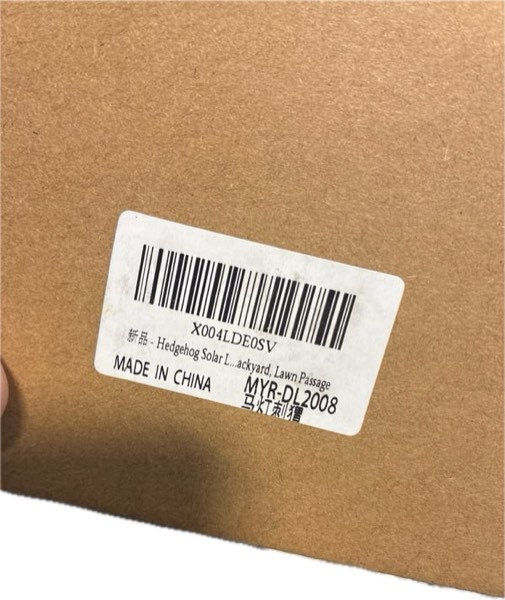 X004LDE0SV
新品 - Hedgehog Solar L...ackyard, Lawn Passage
MADE IN CHINA
MYR-DL2008
马灯刺猬